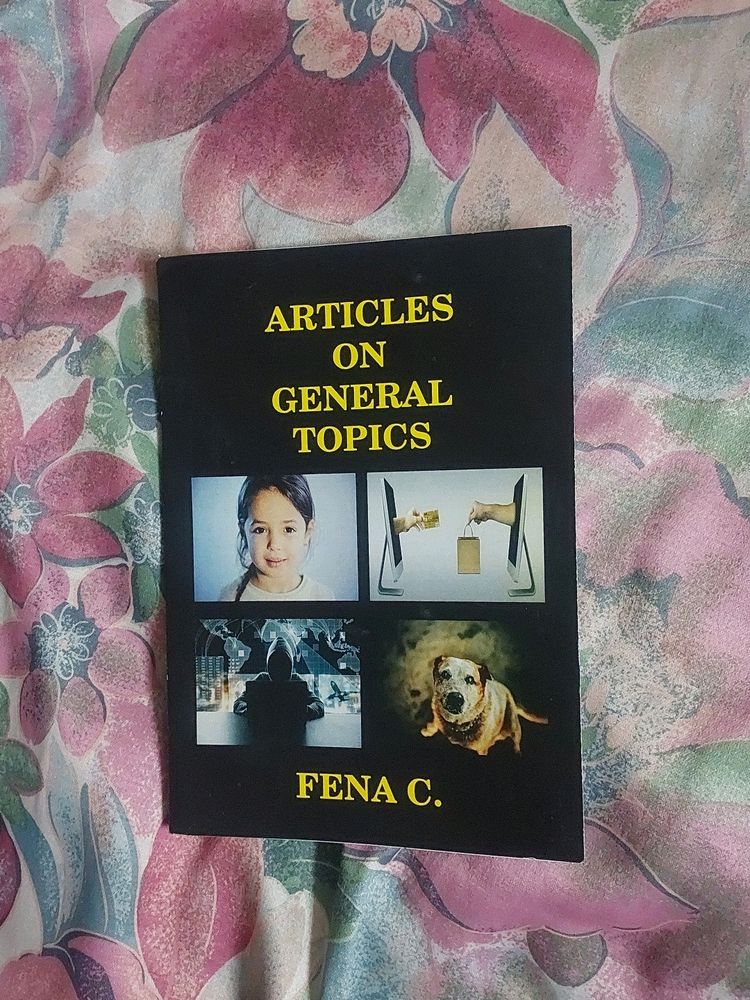 ARTICLES
ON
GENERAL
TOPICS
FENA C.